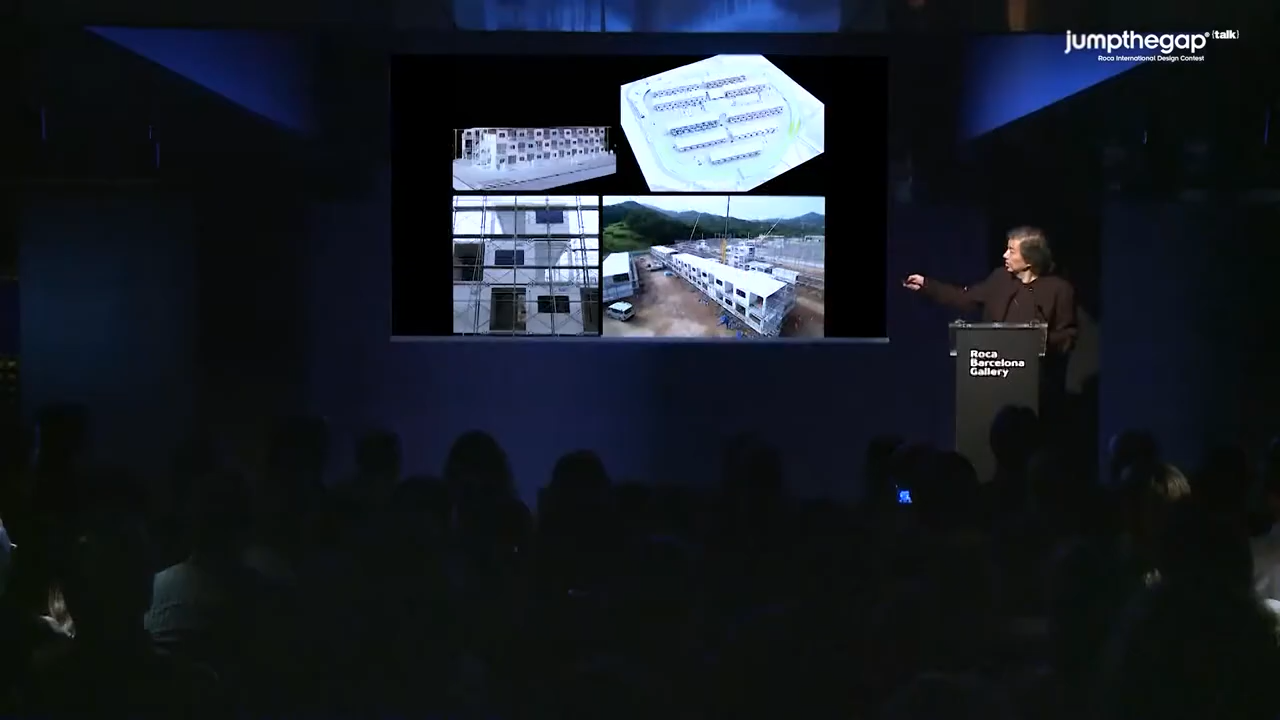 jumpthegap® {talk}
Roca International Design Contest
Roca
Barcelona
Gallery